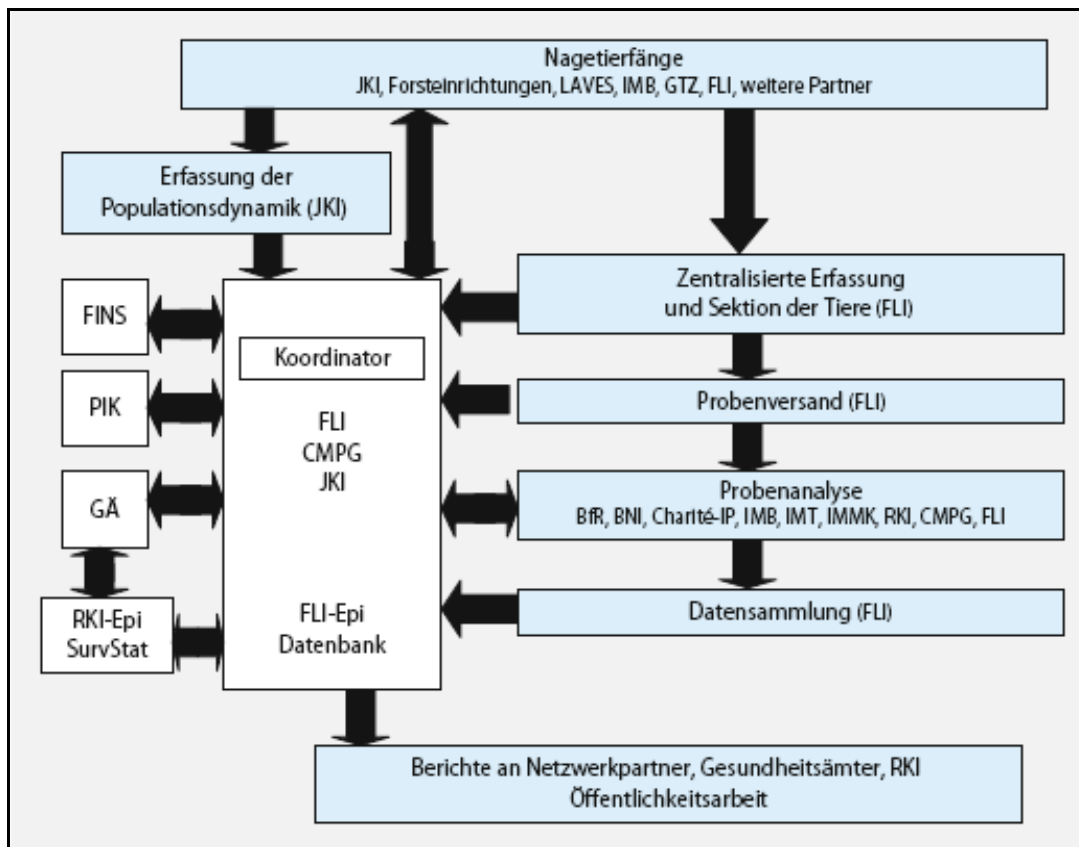 Nagetierfänge
JKI, Forsteinrichtungen, LAVES, IMB, GTZ, FLI, weitere Partner
Erfassung der
Populationsdynamik (JKI)
Zentralisierte Erfassung
und Sektion der Tiere (FLI)
FINS
Koordinator
PIK
Probenversand (FLI)
FLI
CMPG
JKI
GÄ
Probenanalyse
BfR, BNI, Charité-IP, IMB, IMT, IMMK, RKI, CMPG, FLI
RKI-Epi
SurvStat
FLI-Epi
Datenbank
Datensammlung (FLI)
Berichte an Netzwerkpartner, Gesundheitsämter, RKI
Öffentlichkeitsarbeit